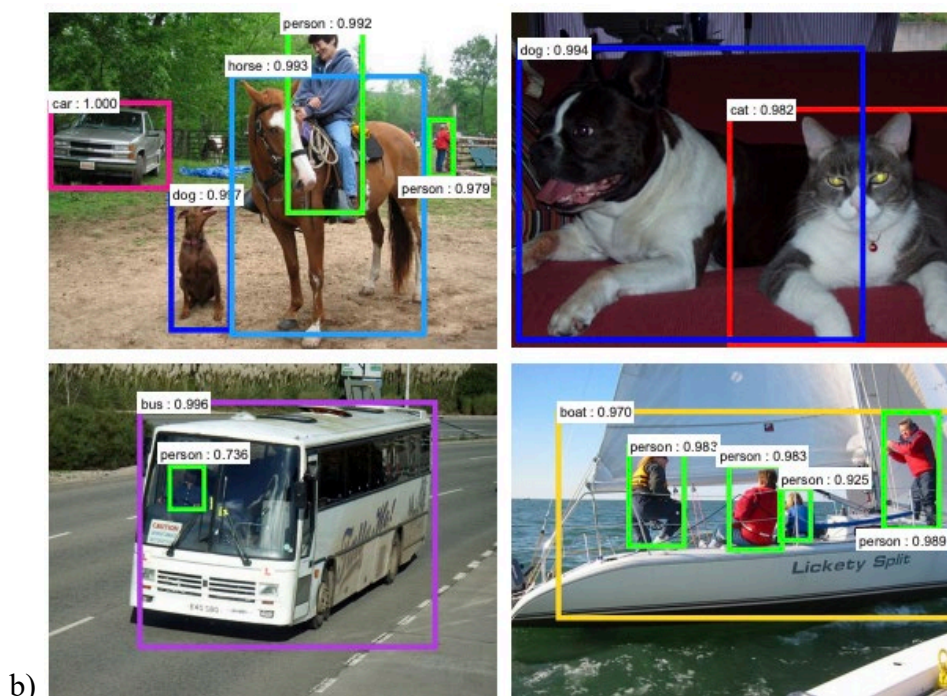 person : 0.992
horse : 0.993
car : 1.000
person : 0.979
dog : 0.997
dog : 0.994
cat : 0.982
bus : 0.996
person : 0.736
CAUTION
boat : 0.970
person : 0.983
person : 0.983
person : 0.925
person : 0.989
Lickety Split
b)